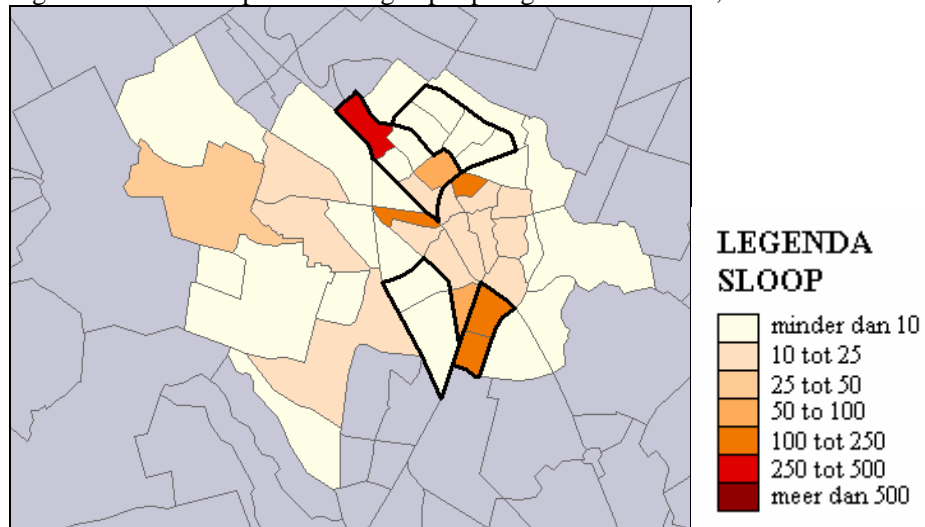 LEGENDA
SLOOP
minder dan 10
10 tot 25
25 tot 50
50 to 100
100 tot 250
250 tot 500
meer dan 500